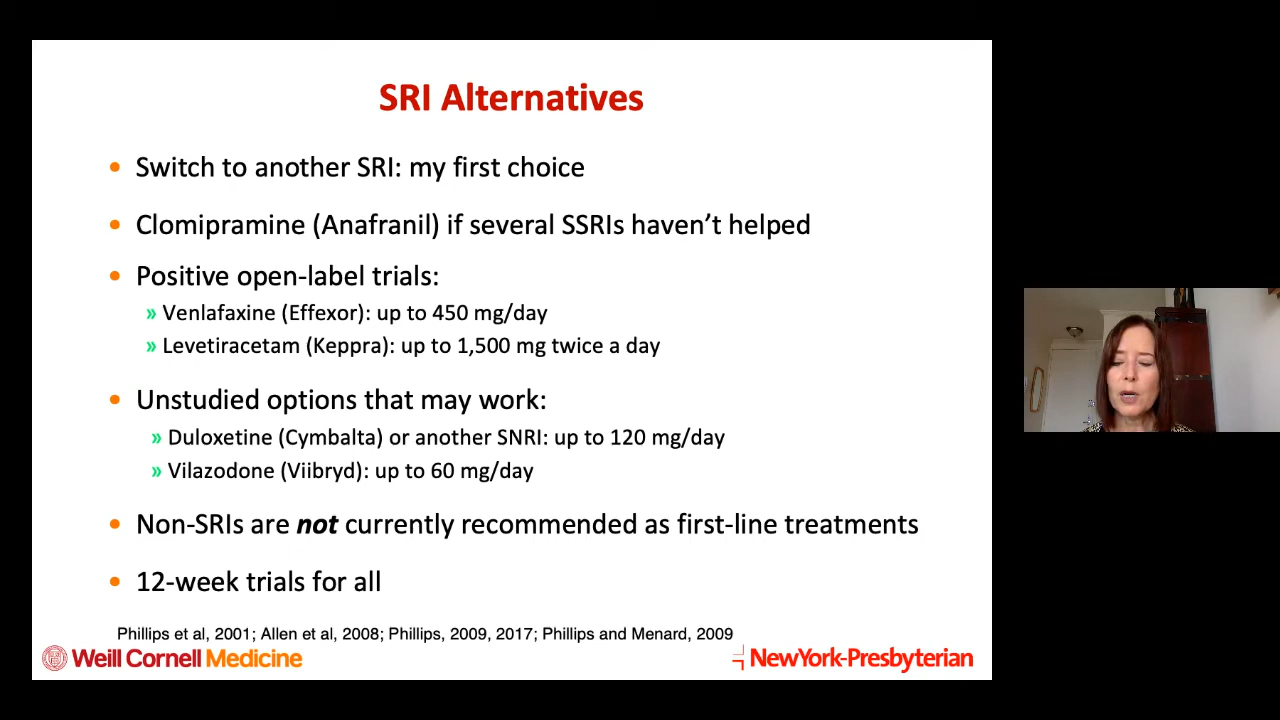 SRI Alternatives
• Switch to another SRI: my first choice
• Clomipramine (Anafranil) if several SSRIs haven’t helped
• Positive open-label trials:
» Venlafaxine (Effexor): up to 450 mg/day
» Levetiracetam (Keppra): up to 1,500 mg twice a day
• Unstudied options that may work:
» Duloxetine (Cymbalta) or another SNRI: up to 120 mg/day
» Vilazodone (Viibryd): up to 60 mg/day
• Non-SRIs are not currently recommended as first-line treatments
• 12-week trials for all
Phillips et al, 2001; Allen et al, 2008; Phillips, 2009, 2017; Phillips and Menard, 2009
Weill Cornell Medicine
NewYork-Presbyterian